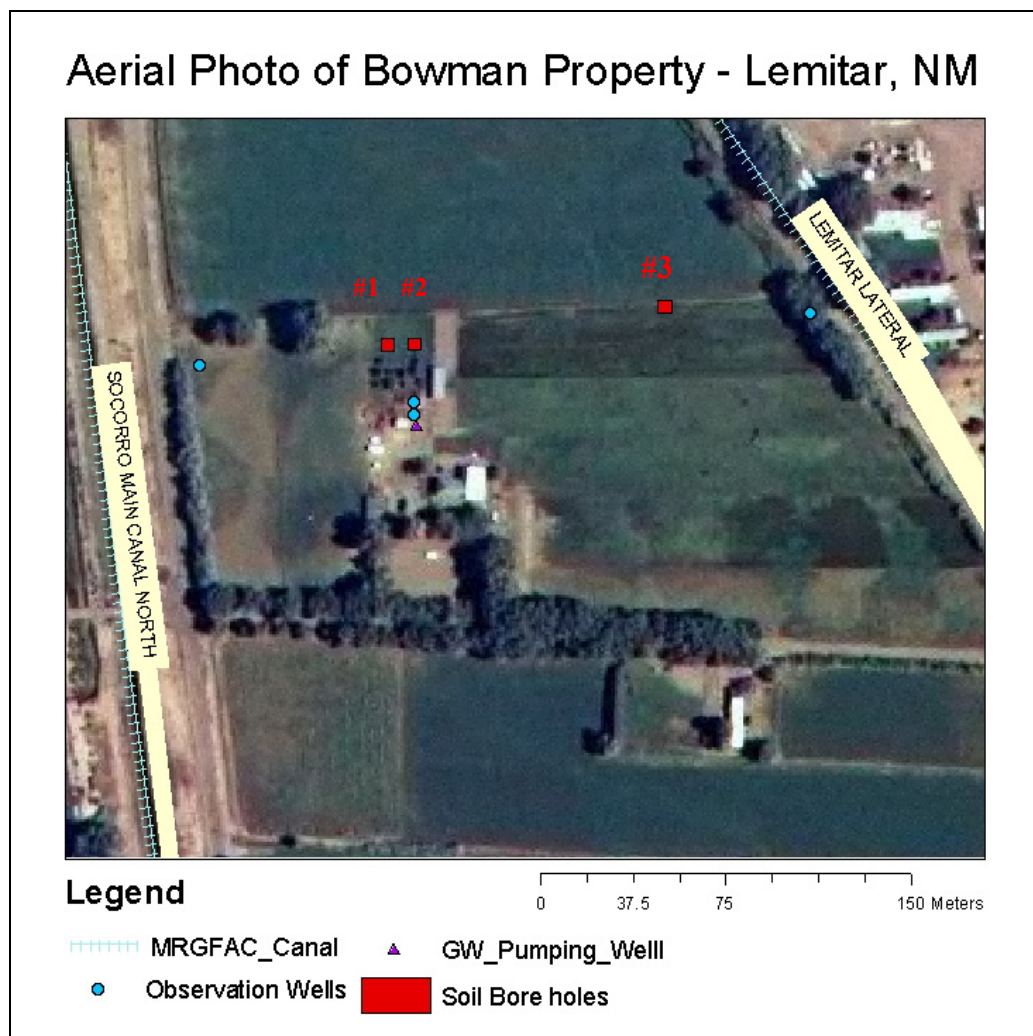 Aerial Photo of Bowman Property - Lemitar, NM
#1
#2
#3
LEMITAR LATERAL
SOCORRO MAIN CANAL NORTH
Legend
0
37.5
75
150 Meters
MRGFAC_Canal
GW_Pumping_Welll
Observation Wells
Soil Bore holes